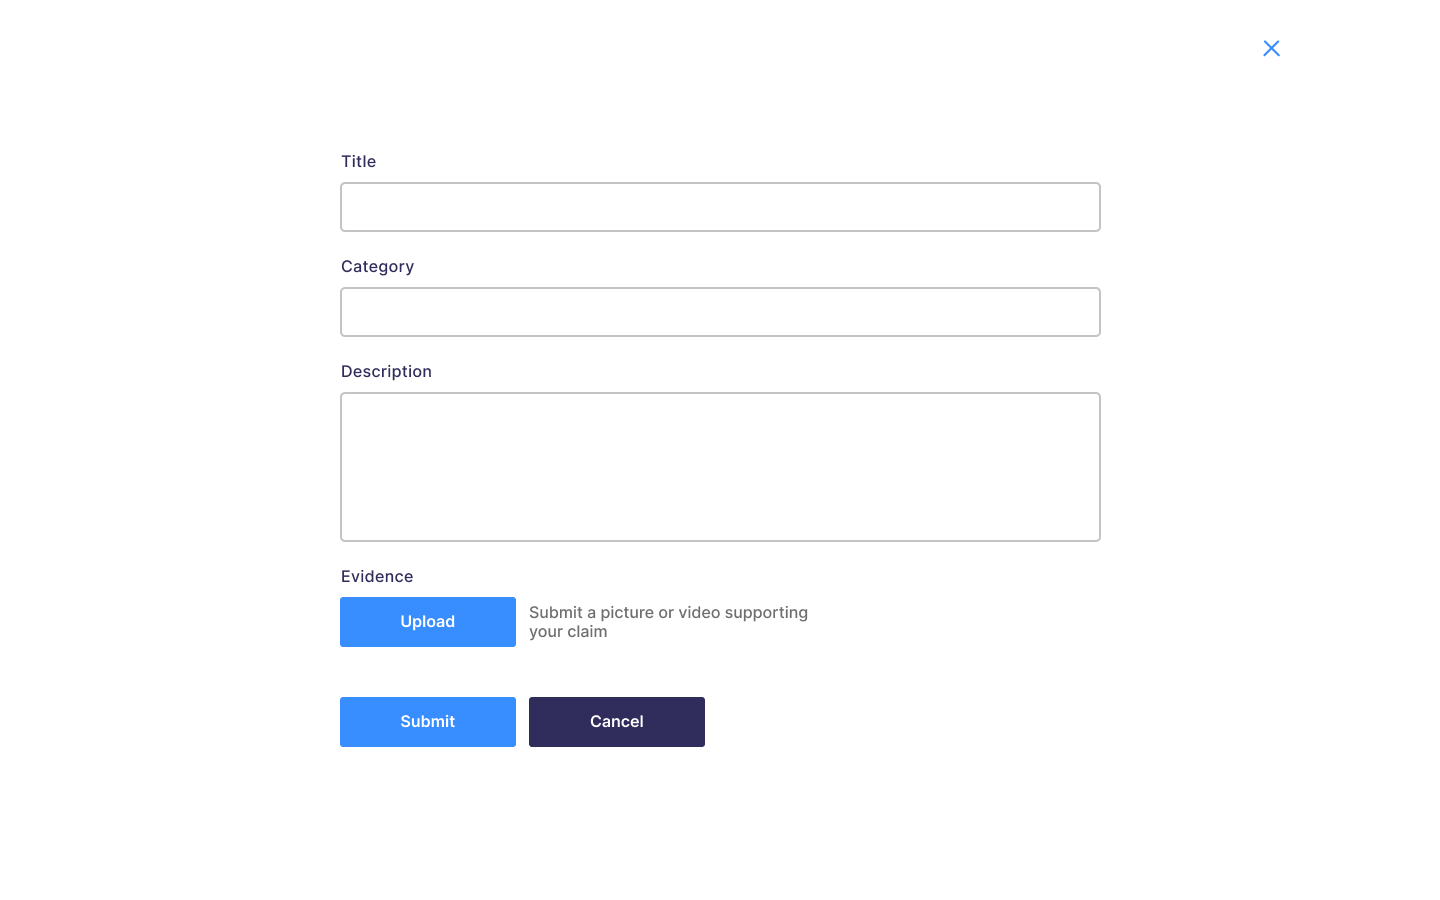 Title
Category
Description
Evidence
Upload
Submit a picture or video supporting
your claim
Submit
Cancel